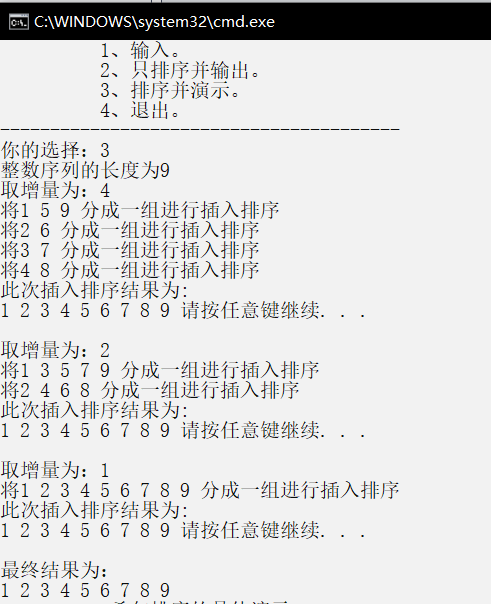 C:\WINDOWS\system32\cmd.exe
1、输入。
2、只排序并输出。
3、排序并演示。
4、退出。
----------------------------------------
你的选择：3
整数序列的长度为9
取增量为：4
将1 5 9 分成一组进行插入排序
将2 6 分成一组进行插入排序
将3 7 分成一组进行插入排序
将4 8 分成一组进行插入排序
此次插入排序结果为:
1 2 3 4 5 6 7 8 9 请按任意键继续. . .
取增量为：2
将1 3 5 7 9 分成一组进行插入排序
将2 4 6 8 分成一组进行插入排序
此次插入排序结果为:
1 2 3 4 5 6 7 8 9 请按任意键继续. . .
取增量为：1
将1 2 3 4 5 6 7 8 9 分成一组进行插入排序
此次插入排序结果为:
1 2 3 4 5 6 7 8 9 请按任意键继续. . .
最终结果为：
1 2 3 4 5 6 7 8 9